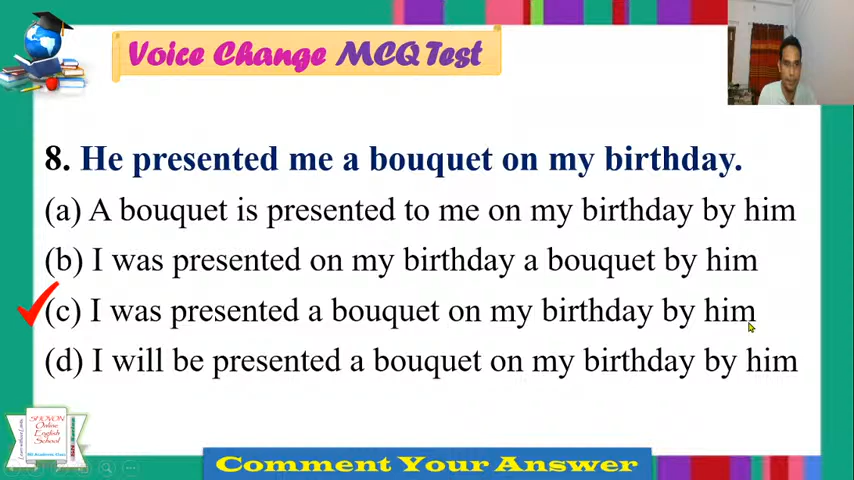 Voice Change MCQ Test
8. He presented me a bouquet on my birthday.
(a) A bouquet is presented to me on my birthday by him
(b) I was presented on my birthday a bouquet by him
(c) I was presented a bouquet on my birthday by him
(d) I will be presented a bouquet on my birthday by him
SHOVON
Online
English
School
Comment Your Answer